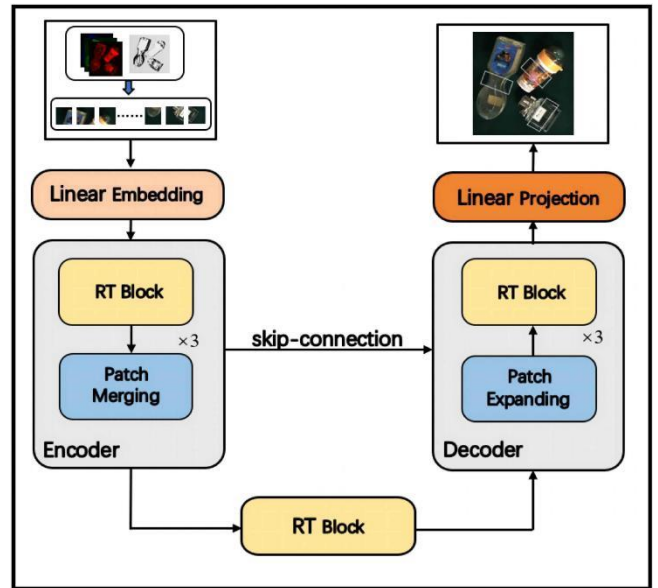 Linear Embedding
Linear Projection
RT Block
×3
Patch
Merging
Encoder
skip-connection
RT Block
×3
Patch
Expanding
Decoder
RT Block